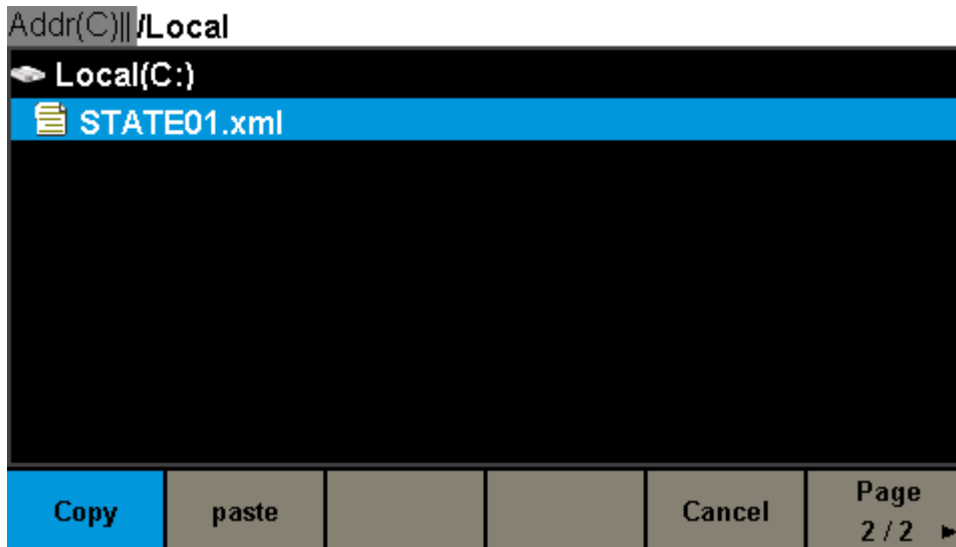 Addr(C)|| /Local
Local(C:)
STATE01.xml
Copy paste Cancel Page
2 / 2